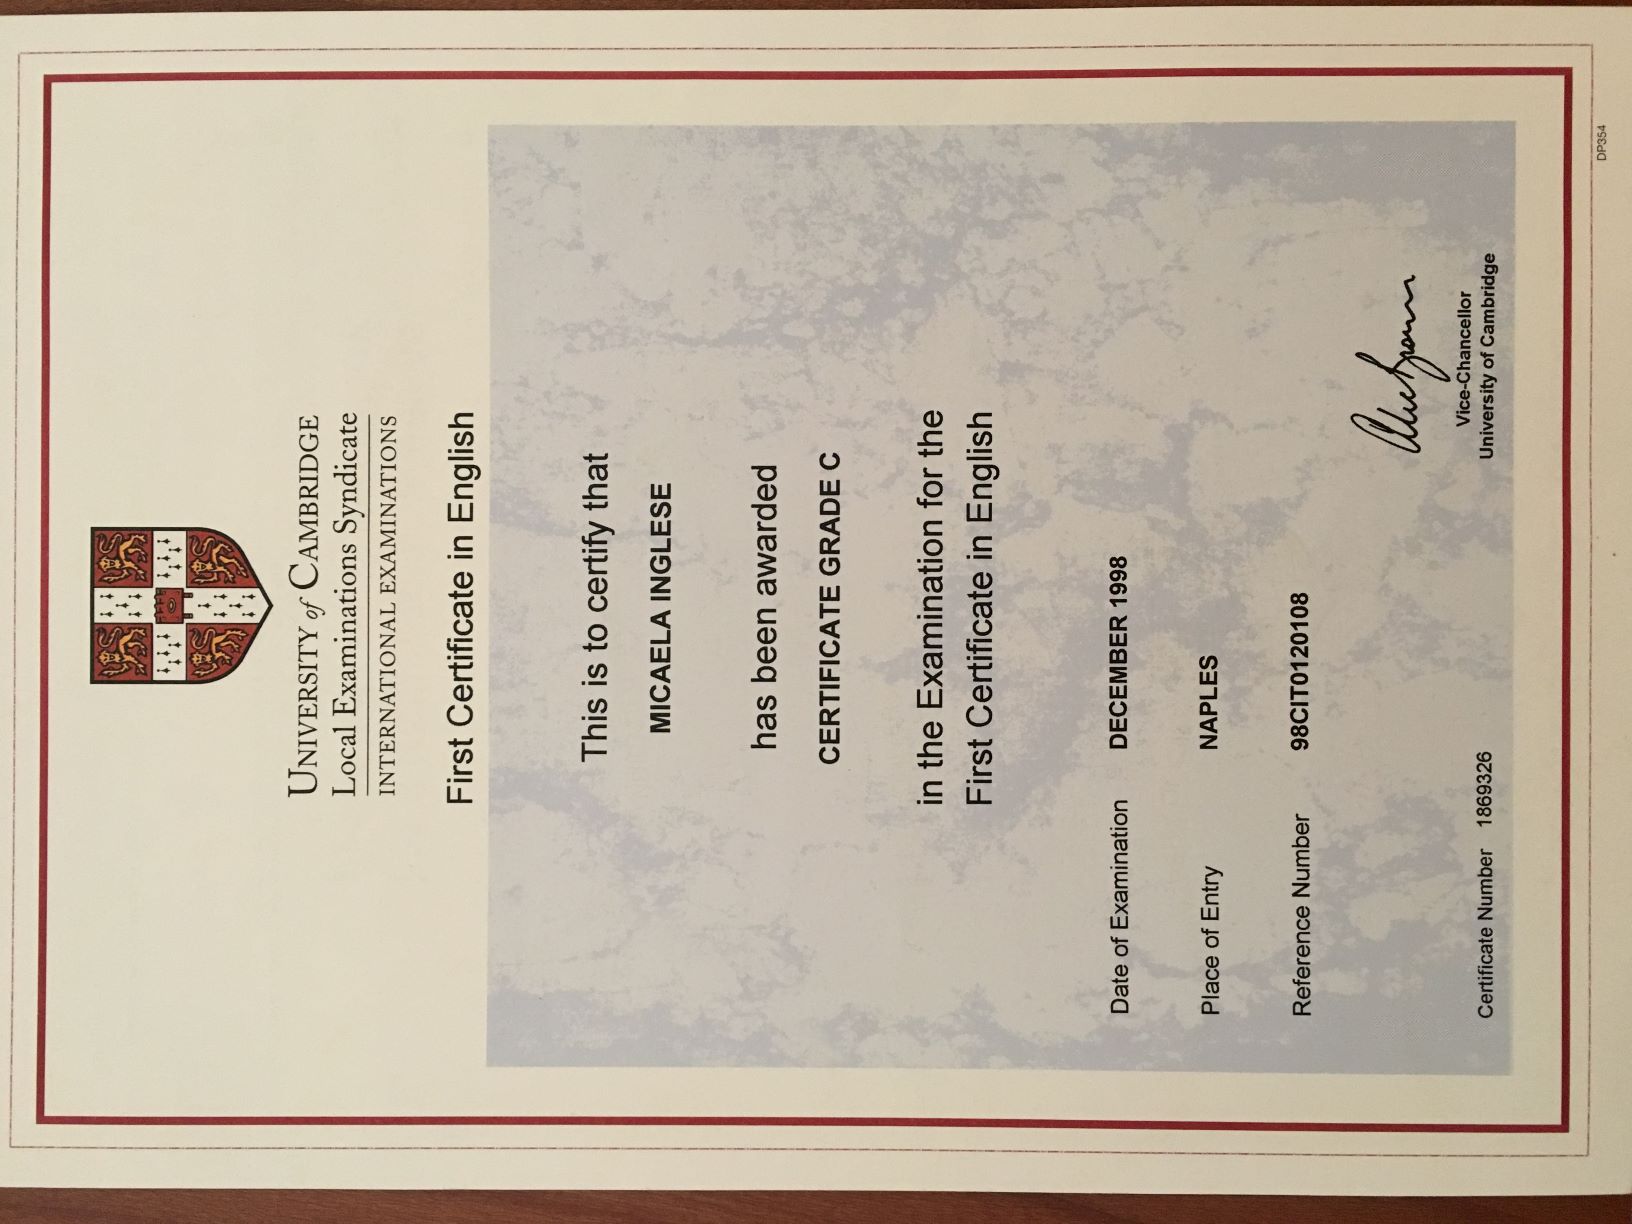 UNIVERSITY of CAMBRIDGE
Local Examinations Syndicate
INTERNATIONAL EXAMINATIONS
First Certificate in English
This is to certify that
MICAELA INGLESE
has been awarded
CERTIFICATE GRADE C
in the Examination for the
First Certificate in English
Date of Examination DECEMBER 1998
Place of Entry NAPLES
Reference Number 98CIT0120108
Vice-Chancellor
Certificate Number 1869326 University of Cambridge
DP354